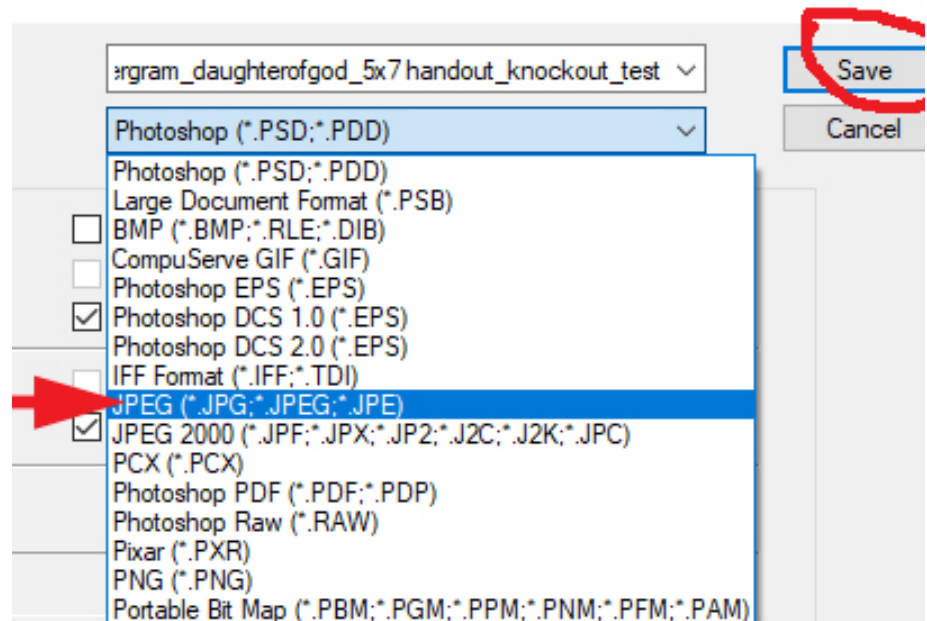 ergram_daughterofgod_5x7 handout_knockout_test
Save
Photoshop (*.PSD;*.PDD)
Cancel
Photoshop (*.PSD;*.PDD)
Large Document Format (*.PSB)
BMP (*.BMP;*.RLE;*.DIB)
CompuServe GIF (*.GIF)
Photoshop EPS (*.EPS)
Photoshop DCS 1.0 (*.EPS)
Photoshop DCS 2.0 (*.EPS)
IFF Format (*.IFF;*.TDI)
JPEG (*.JPG;*.JPEG;*.JPE)
JPEG 2000 (*.JPF;*.JPX;*.JP2;*.J2C;*.J2K;*.JPC)
PCX (*.PCX)
Photoshop PDF (*.PDF;*.PDP)
Photoshop Raw (*.RAW)
Pixar (*.PXR)
PNG (*.PNG)
Portable Bit Map (*.PBM;*.PGM;*.PPM;*.PNM;*.PFM;*.PAM)